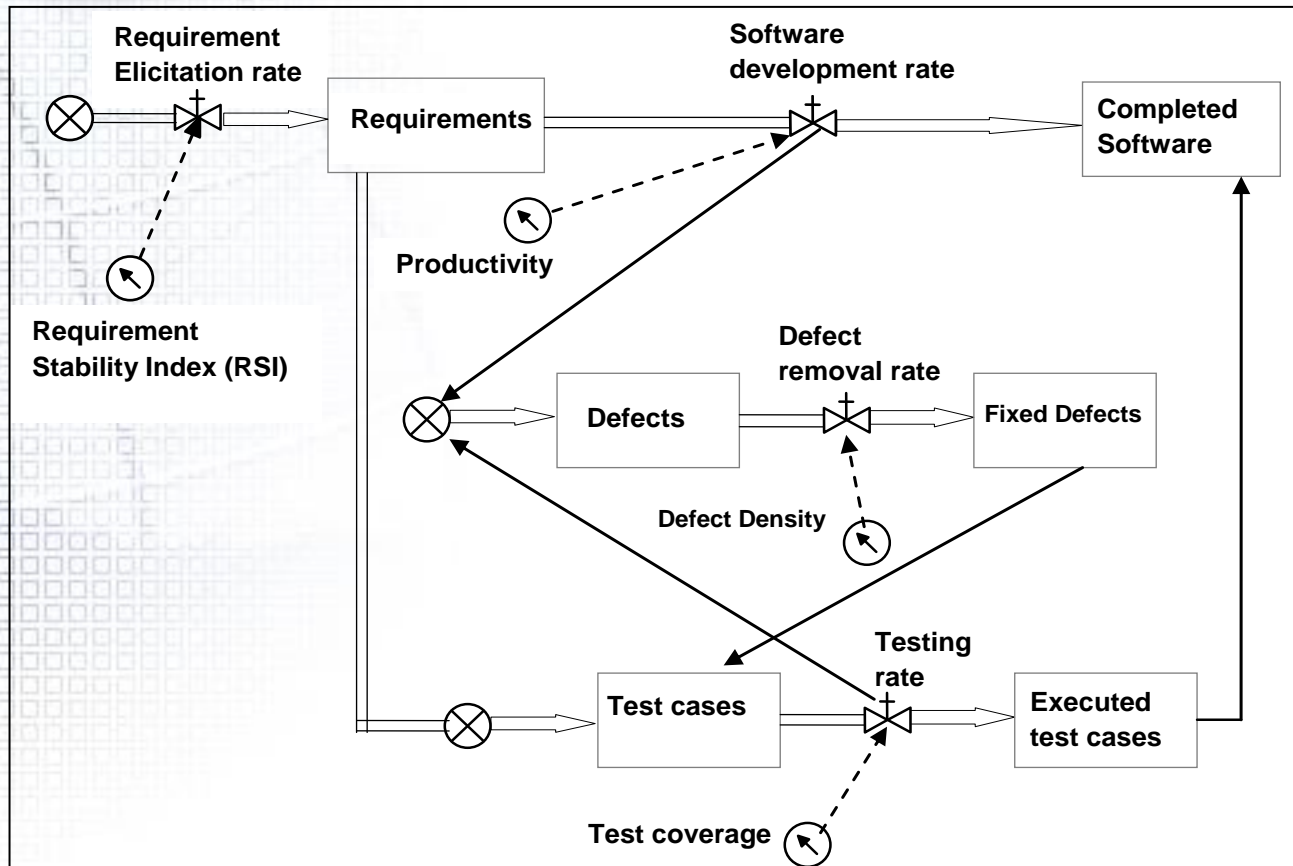 Requirement
Elicitation rate
Software
development rate
Requirements
Completed
Software
Productivity
Requirement
Stability Index (RSI)
Defect
removal rate
Defects
Fixed Defects
Defect Density
Testing
rate
Test cases
Executed
test cases
Test coverage